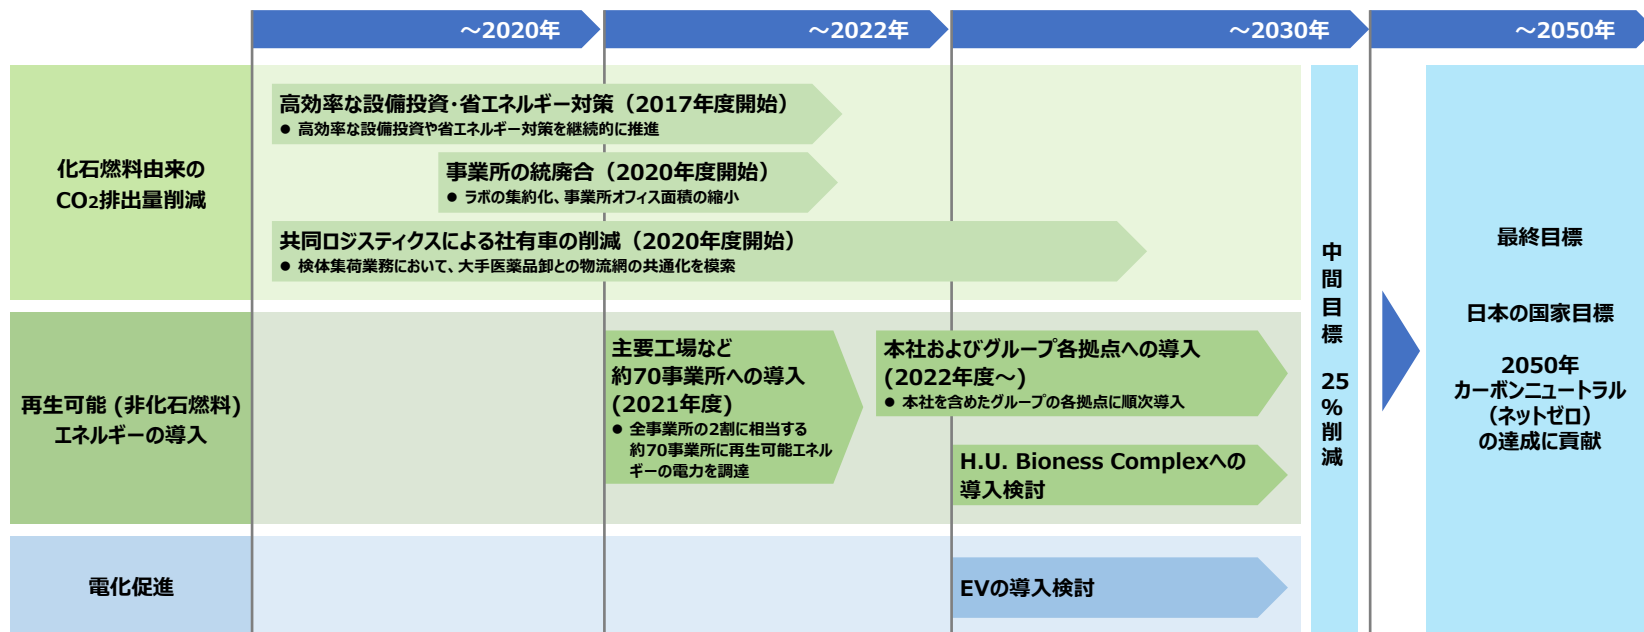 ～2020年
～2022年
～2030年
～2050年
化石燃料由来の
CO2排出量削減
高効率な設備投資・省エネルギー対策（2017年度開始）
● 高効率な設備投資や省エネルギー対策を継続的に推進
事業所の統廃合（2020年度開始）
● ラボの集約化、事業所オフィス面積の縮小
共同ロジスティクスによる社有車の削減（2020年度開始）
● 検体集荷業務において、大手医薬品卸との物流網の共通化を模索
再生可能 (非化石燃料)
エネルギーの導入
主要工場など
約70事業所への導入
(2021年度)
● 全事業所の2割に相当する
約70事業所に再生可能エネル
ギーの電力を調達
本社およびグループ各拠点への導入
(2022年度～)
● 本社を含めたグループの各拠点に順次導入
H.U. Bioness Complexへの
導入検討
電化促進
EVの導入検討
中間目標 25%削減
最終目標
日本の国家目標
2050年
カーボンニュートラル
（ネットゼロ）
の達成に貢献